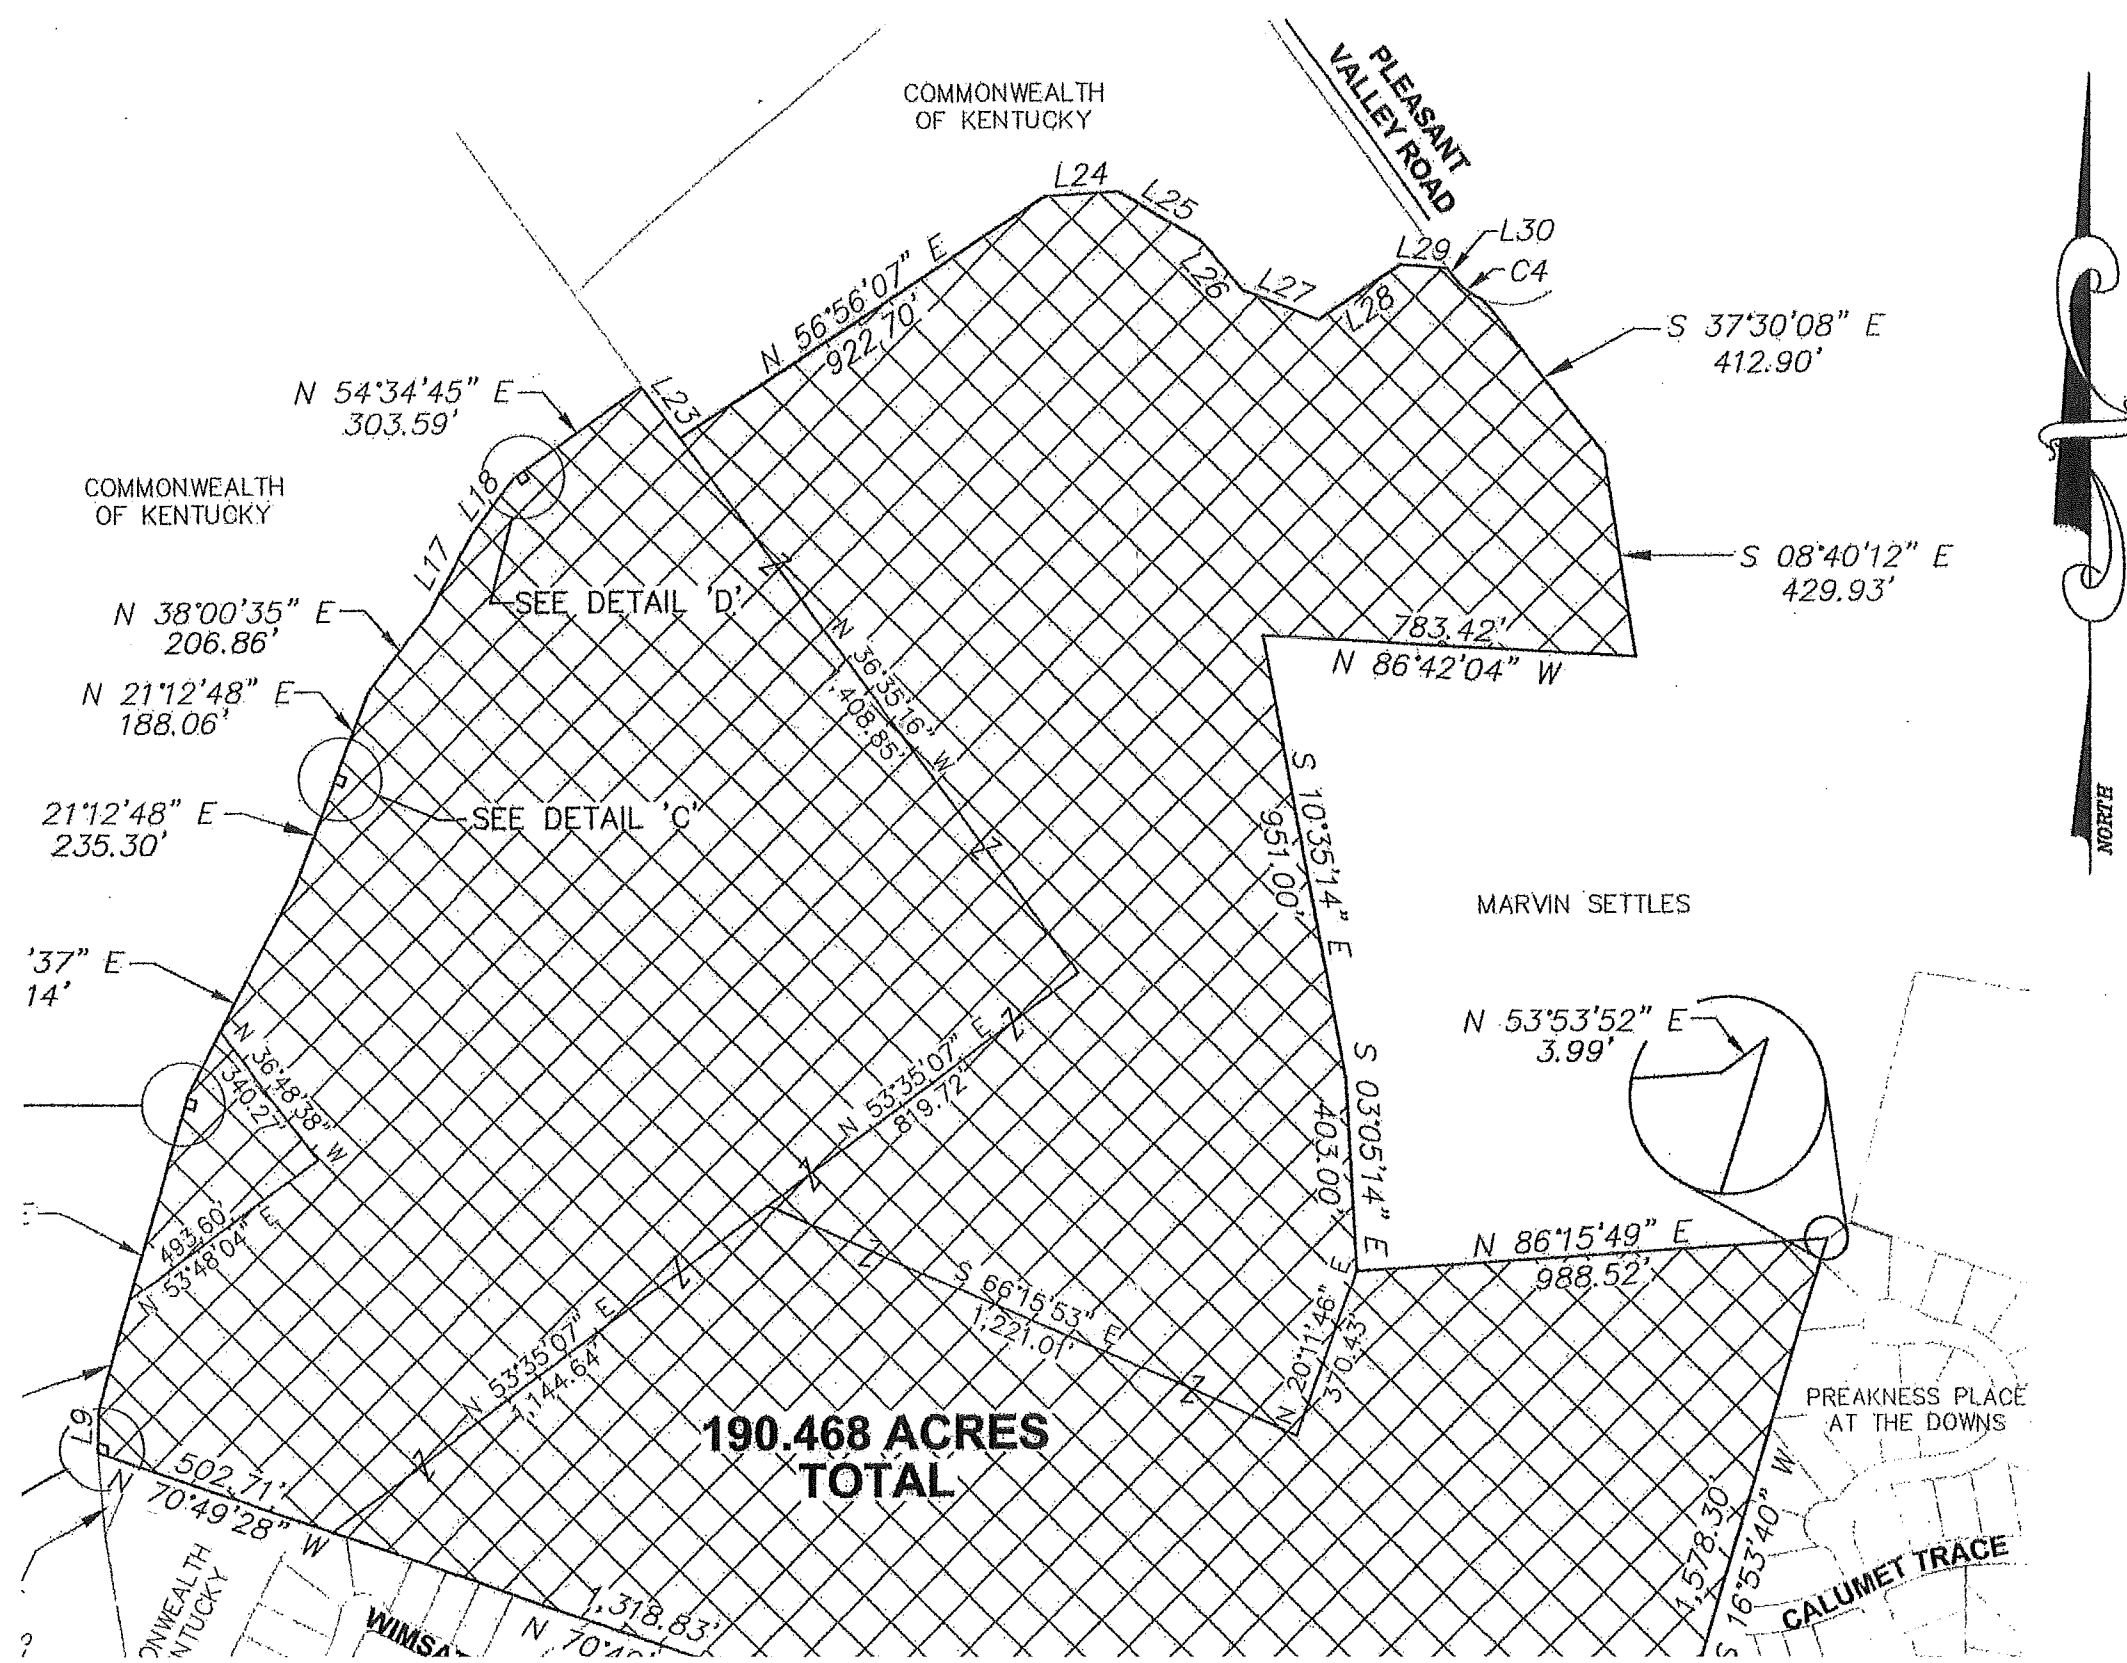 COMMONWEALTH
OF KENTUCKY
PLEASANT
VALLEY ROAD
L24
L25
L26
L27
L28
L29
L30
C4
N 56°56'07" E
922.70'
S 37°30'08" E
412.90'
N 54°34'45" E
303.59'
L23
COMMONWEALTH
OF KENTUCKY
L18
L17
SEE DETAIL 'D'
S 08°40'12" E
429.93'
N 38°00'35" E
206.86'
783.42'
N 86°42'04" W
N 21°12'48" E
188.06'
N 36°35'16" W
1,408.85'
21°12'48" E
235.30'
SEE DETAIL 'C'
S 10°35'14" E
951.00'
MARVIN SETTLES
NORTH
'37" E
14'
N 53°53'52" E
3.99'
N 36°48'38" W
340.27'
N 53°35'07" E
819.72'
S 03°05'14" E
403.00'
493.60'
N 53°48'04" E
N 86°15'49" E
988.52'
S 66°15'53" E
1,221.01'
N 20°11'46" E
370.43'
N 53°35'07" E
1,144.64'
L9
190.468 ACRES
TOTAL
PREAKNESS PLACE
AT THE DOWNS
502.71'
N 70°49'28" W
1,578.30'
S 16°53'40" W
CALUMET TRACE
ONWEALTH
NTUCKY
WIMSAT
1,318.83'
N 70°49'